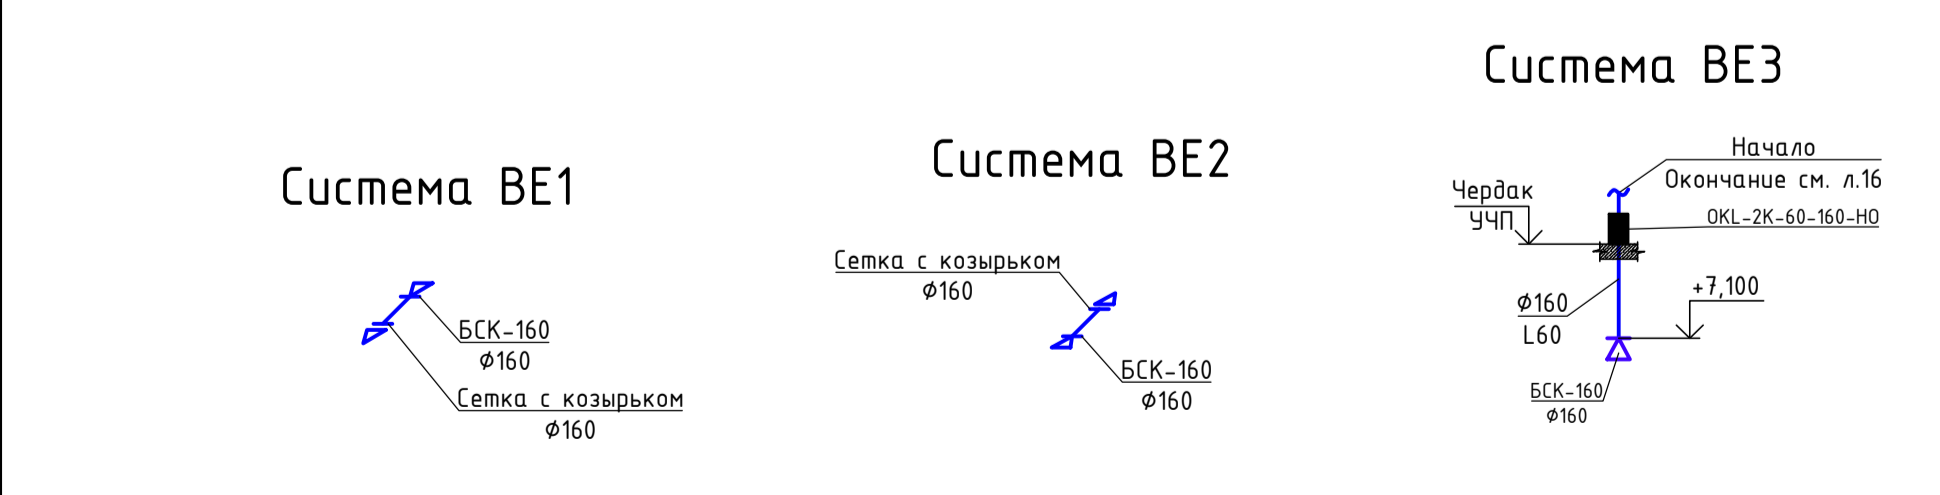 Система ВЕ1
БСК-160
Ø160
Сетка с козырьком
Ø160
Система ВЕ2
Сетка с козырьком
Ø160
БСК-160
Ø160
Система ВЕ3
Начало
Окончание см. л.16
Чердак
УЧП
OKL-2K-60-160-НО
+7,100
Ø160
L60
БСК-160
Ø160